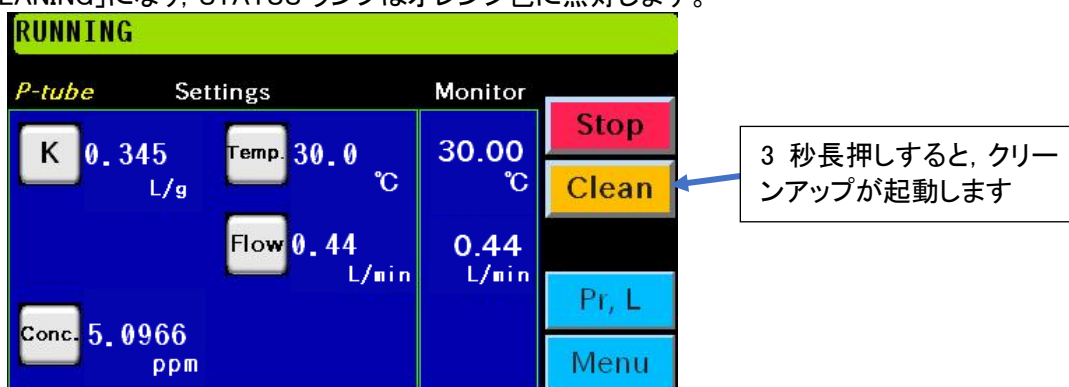 EANING」になり, STATUS ランプはオレンジ色に点灯します。
RUNNING
P-tube Settings Monitor
K 0.345 L/g
Temp. 30.0 ℃
30.00 ℃
Flow 0.44 L/min
0.44 L/min
Conc. 5.0966 ppm
Stop
Clean
Pr, L
Menu
3 秒長押しすると, クリー
ンアップが起動します